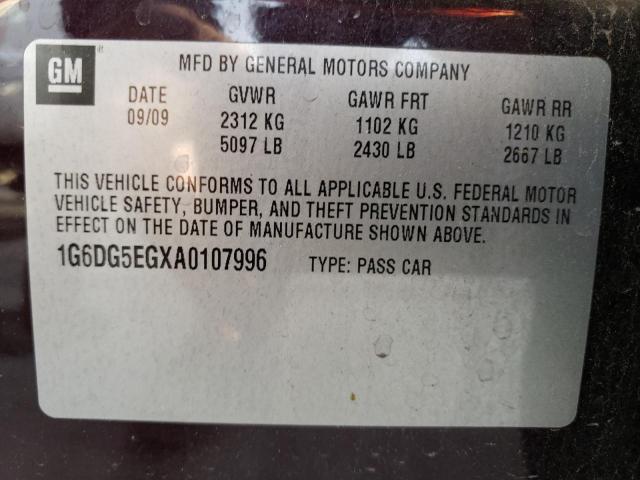 GM
MFD BY GENERAL MOTORS COMPANY
DATE GVWR GAWR FRT GAWR RR
09/09 2312 KG 1102 KG 1210 KG
5097 LB 2430 LB 2667 LB
THIS VEHICLE CONFORMS TO ALL APPLICABLE U.S. FEDERAL MOTOR
VEHICLE SAFETY, BUMPER, AND THEFT PREVENTION STANDARDS IN
EFFECT ON THE DATE OF MANUFACTURE SHOWN ABOVE.
1G6DG5EGXA0107996 TYPE: PASS CAR